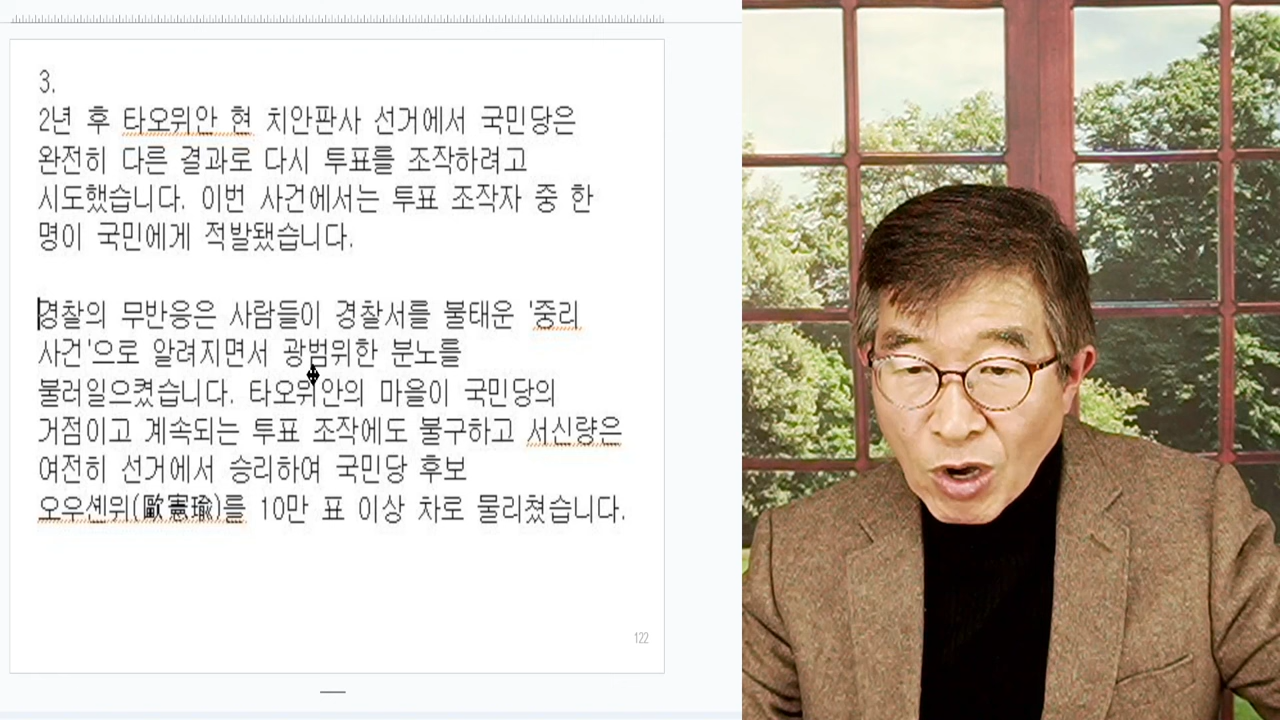 3.
2년 후 타오위안 현 치안판사 선거에서 국민당은
완전히 다른 결과로 다시 투표를 조작하려고
시도했습니다. 이번 사건에서는 투표 조작자 중 한
명이 국민에게 적발됐습니다.
경찰의 무반응은 사람들이 경찰서를 불태운 '중리
사건'으로 알려지면서 광범위한 분노를
불러일으켰습니다. 타오위안의 마을이 국민당의
거점이고 계속되는 투표 조작에도 불구하고 서신량은
여전히 선거에서 승리하여 국민당 후보
오우셴위(歐憲瑜)를 10만 표 이상 차로 물리쳤습니다.
122